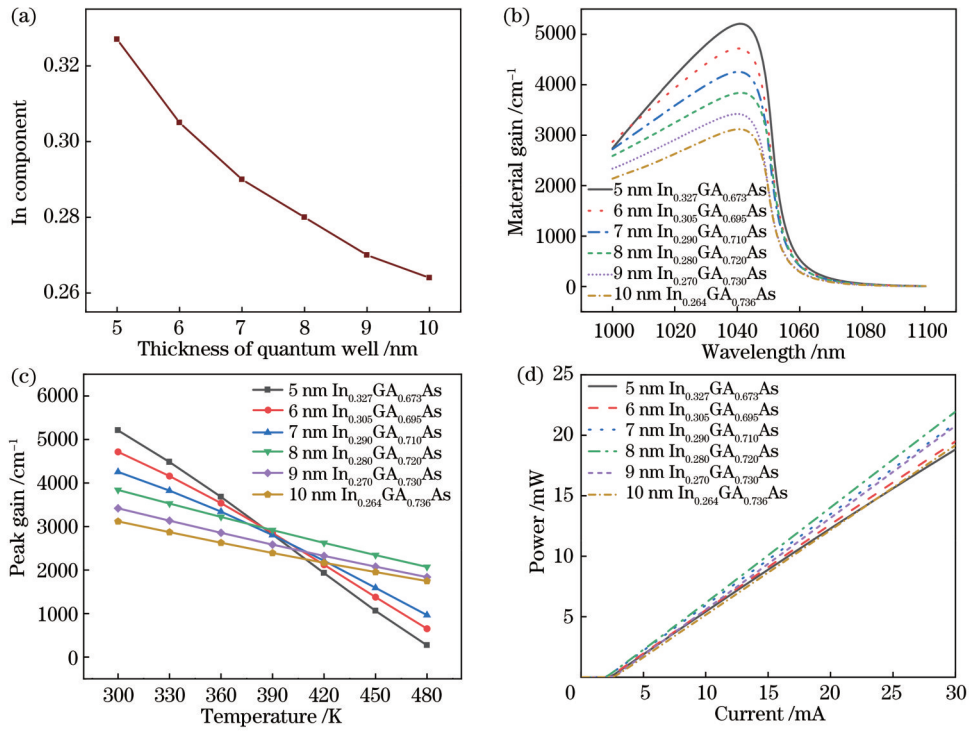 (a)
0.32
0.30
0.28
0.26
5 6 7 8 9 10
In component
Thickness of quantum well /nm
(b)
5000
4000
3000
2000
1000
0
1000 1020 1040 1060 1080 1100
Material gain /cm⁻¹
Wavelength /nm
5 nm In₀.₃₂₇GA₀.₆₇₃As
6 nm In₀.₃₀₅GA₀.₆₉₅As
7 nm In₀.₂₉₀GA₀.₇₁₀As
8 nm In₀.₂₈₀GA₀.₇₂₀As
9 nm In₀.₂₇₀GA₀.₇₃₀As
10 nm In₀.₂₆₄GA₀.₇₃₆As
(c)
6000
5000
4000
3000
2000
1000
0
300 330 360 390 420 450 480
Peak gain /cm⁻¹
Temperature /K
5 nm In₀.₃₂₇GA₀.₆₇₃As
6 nm In₀.₃₀₅GA₀.₆₉₅As
7 nm In₀.₂₉₀GA₀.₇₁₀As
8 nm In₀.₂₈₀GA₀.₇₂₀As
9 nm In₀.₂₇₀GA₀.₇₃₀As
10 nm In₀.₂₆₄GA₀.₇₃₆As
(d)
25
20
15
10
5
0 5 10 15 20 25 30
Power /mW
Current /mA
5 nm In₀.₃₂₇GA₀.₆₇₃As
6 nm In₀.₃₀₅GA₀.₆₉₅As
7 nm In₀.₂₉₀GA₀.₇₁₀As
8 nm In₀.₂₈₀GA₀.₇₂₀As
9 nm In₀.₂₇₀GA₀.₇₃₀As
10 nm In₀.₂₆₄GA₀.₇₃₆As